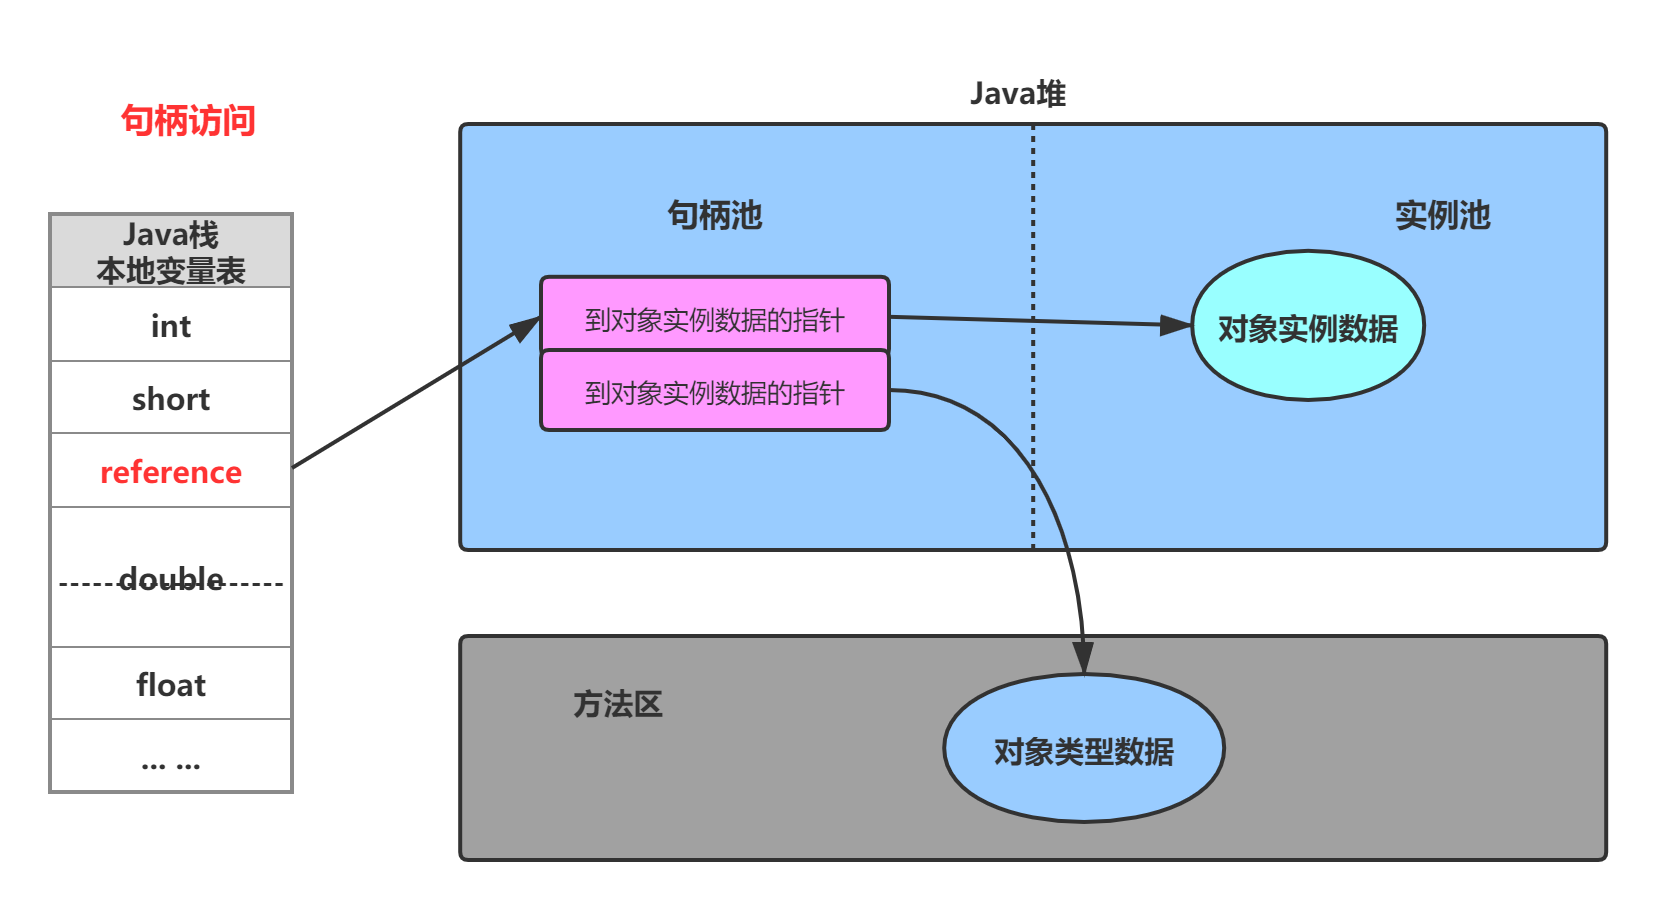 句柄访问
Java栈
本地变量表
int
short
reference
double
float
... ...
Java堆
句柄池
实例池
到对象实例数据的指针
到对象实例数据的指针
对象实例数据
方法区
对象类型数据